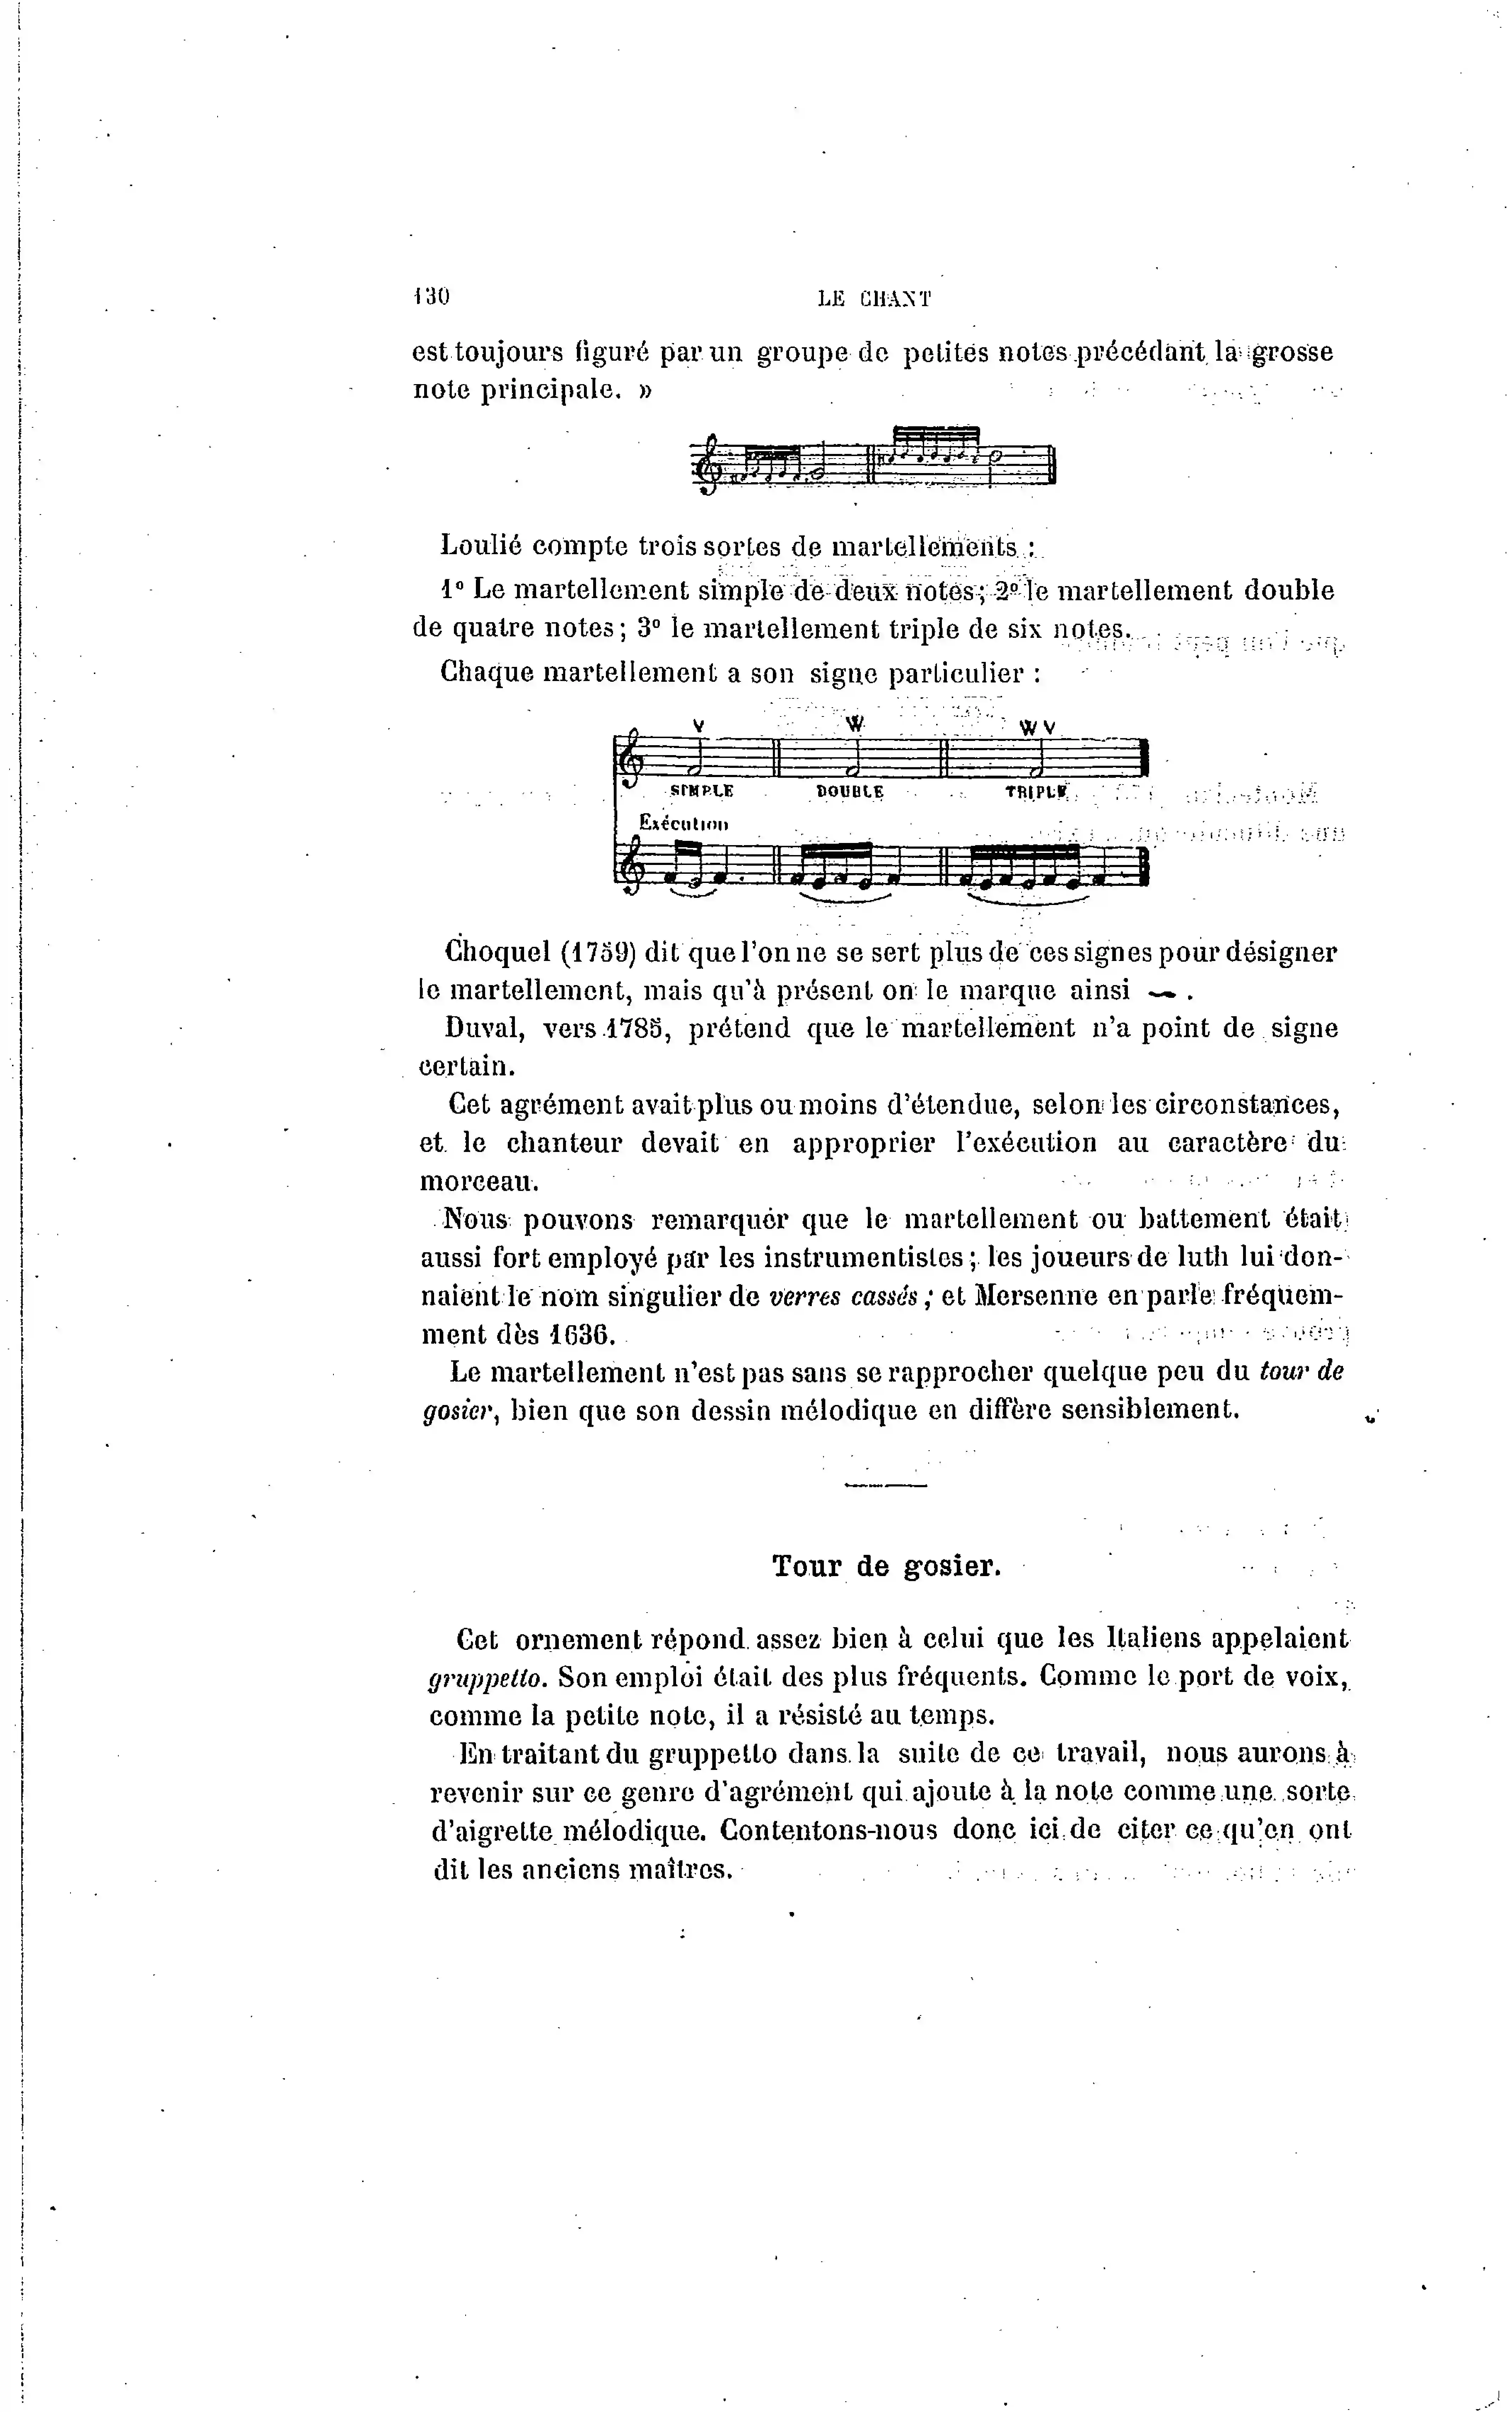 130
LE CHANT
est toujours figuré par un groupe de petites notes précédant la grosse
note principale. »
Loulié compte trois sortes de martellements :
1° Le martellement simple de deux notes; 2° le martellement double
de quatre notes; 3° le martellement triple de six notes.
Chaque martellement a son signe particulier :
V W W V
SIMPLE DOUBLE TRIPLE
Exécution
Choquel (1759) dit que l'on ne se sert plus de ces signes pour désigner
le martellement, mais qu'à présent on le marque ainsi ~ .
Duval, vers 1785, prétend que le martellement n'a point de signe
certain.
Cet agrément avait plus ou moins d'étendue, selon les circonstances,
et le chanteur devait en approprier l'exécution au caractère du
morceau.
Nous pouvons remarquer que le martellement ou battement était
aussi fort employé par les instrumentistes; les joueurs de luth lui don-
naient le nom singulier de verres cassés; et Mersenne en parle fréquem-
ment dès 1636.
Le martellement n'est pas sans se rapprocher quelque peu du tour de
gosier, bien que son dessin mélodique en diffère sensiblement.
Tour de gosier.
Cet ornement répond assez bien à celui que les Italiens appelaient
gruppetto. Son emploi était des plus fréquents. Comme le port de voix,
comme la petite note, il a résisté au temps.
En traitant du gruppetto dans la suite de ce travail, nous aurons à
revenir sur ce genre d'agrément qui ajoute à la note comme une sorte
d'aigrette mélodique. Contentons-nous donc ici de citer ce qu'en ont
dit les anciens maîtres.